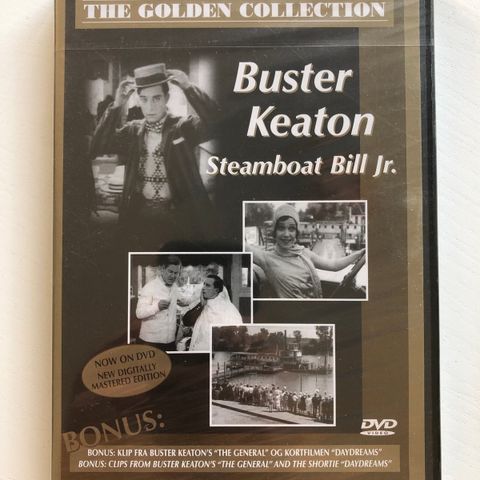 THE GOLDEN COLLECTION
Buster
Keaton
Steamboat Bill Jr.
NOW ON DVD
NEW DIGITALLY
MASTERED EDITION
BONUS:
DVD
VIDEO
BONUS: KLIP FRA BUSTER KEATON'S "THE GENERAL" OG KORTFILMEN "DAYDREAMS"
BONUS: CLIPS FROM BUSTER KEATON'S "THE GENERAL" AND THE SHORTIE "DAYDREAMS"